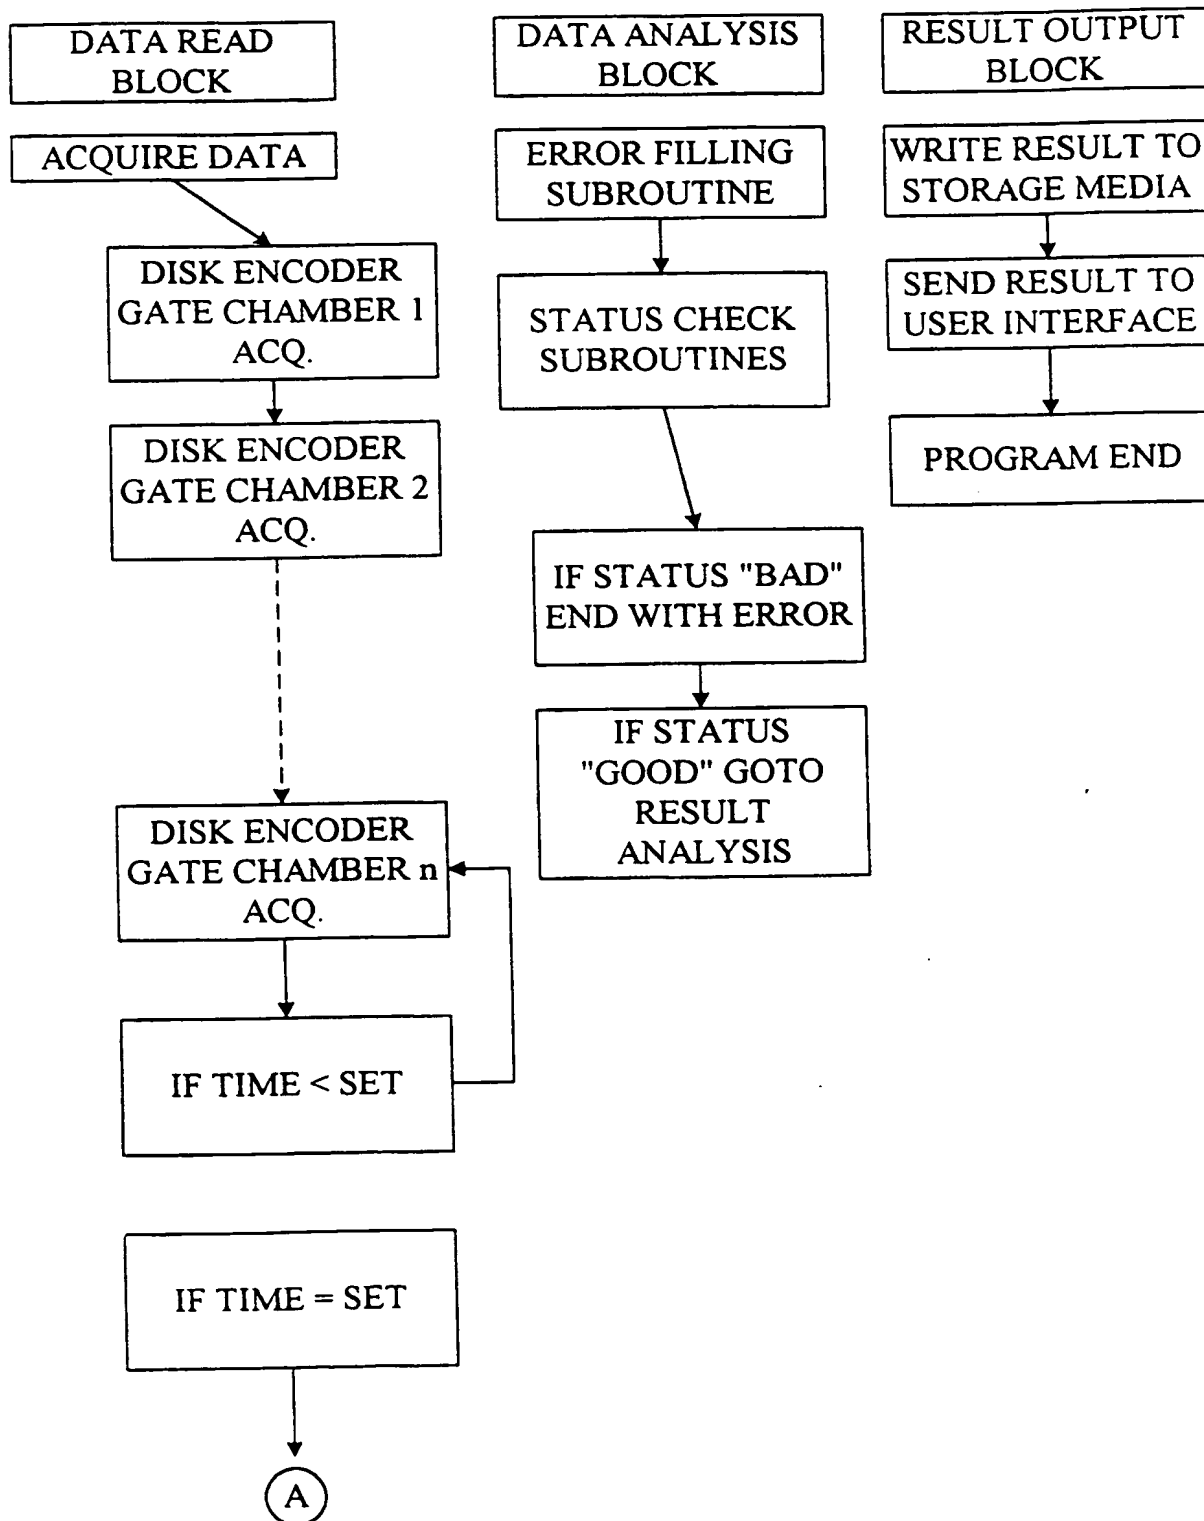 DATA READ
BLOCK
ACQUIRE DATA
DISK ENCODER
GATE CHAMBER 1
ACQ.
DISK ENCODER
GATE CHAMBER 2
ACQ.
DISK ENCODER
GATE CHAMBER n
ACQ.
IF TIME < SET
IF TIME = SET
A
DATA ANALYSIS
BLOCK
ERROR FILLING
SUBROUTINE
STATUS CHECK
SUBROUTINES
IF STATUS "BAD"
END WITH ERROR
IF STATUS
"GOOD" GOTO
RESULT
ANALYSIS
RESULT OUTPUT
BLOCK
WRITE RESULT TO
STORAGE MEDIA
SEND RESULT TO
USER INTERFACE
PROGRAM END